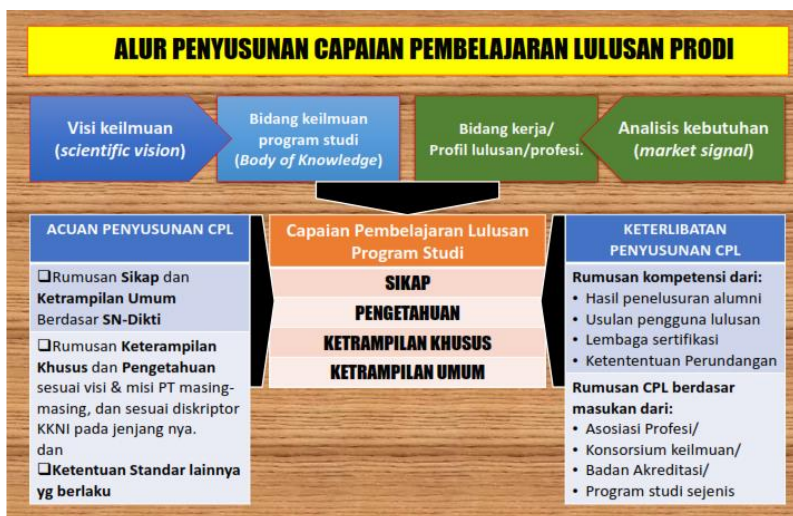 ALUR PENYUSUNAN CAPAIAN PEMBELAJARAN LULUSAN PRODI
Visi keilmuan
(scientific vision)
Bidang keilmuan
program studi
(Body of Knowledge)
Bidang kerja/
Profil lulusan/profesi.
Analisis kebutuhan
(market signal)
ACUAN PENYUSUNAN CPL
❑Rumusan Sikap dan
Ketrampilan Umum
Berdasar SN-Dikti
❑Rumusan Keterampilan
Khusus dan Pengetahuan
sesuai visi & misi PT masing-
masing, dan sesuai diskriptor
KKNI pada jenjang nya.
dan
❑Ketentuan Standar lainnya
yg berlaku
Capaian Pembelajaran Lulusan
Program Studi
SIKAP
PENGETAHUAN
KETRAMPILAN KHUSUS
KETRAMPILAN UMUM
KETERLIBATAN
PENYUSUNAN CPL
Rumusan kompetensi dari:
• Hasil penelusuran alumni
• Usulan pengguna lulusan
• Lembaga sertifikasi
• Ketententuan Perundangan
Rumusan CPL berdasar
masukan dari:
• Asosiasi Profesi/
• Konsorsium keilmuan/
• Badan Akreditasi/
• Program studi sejenis